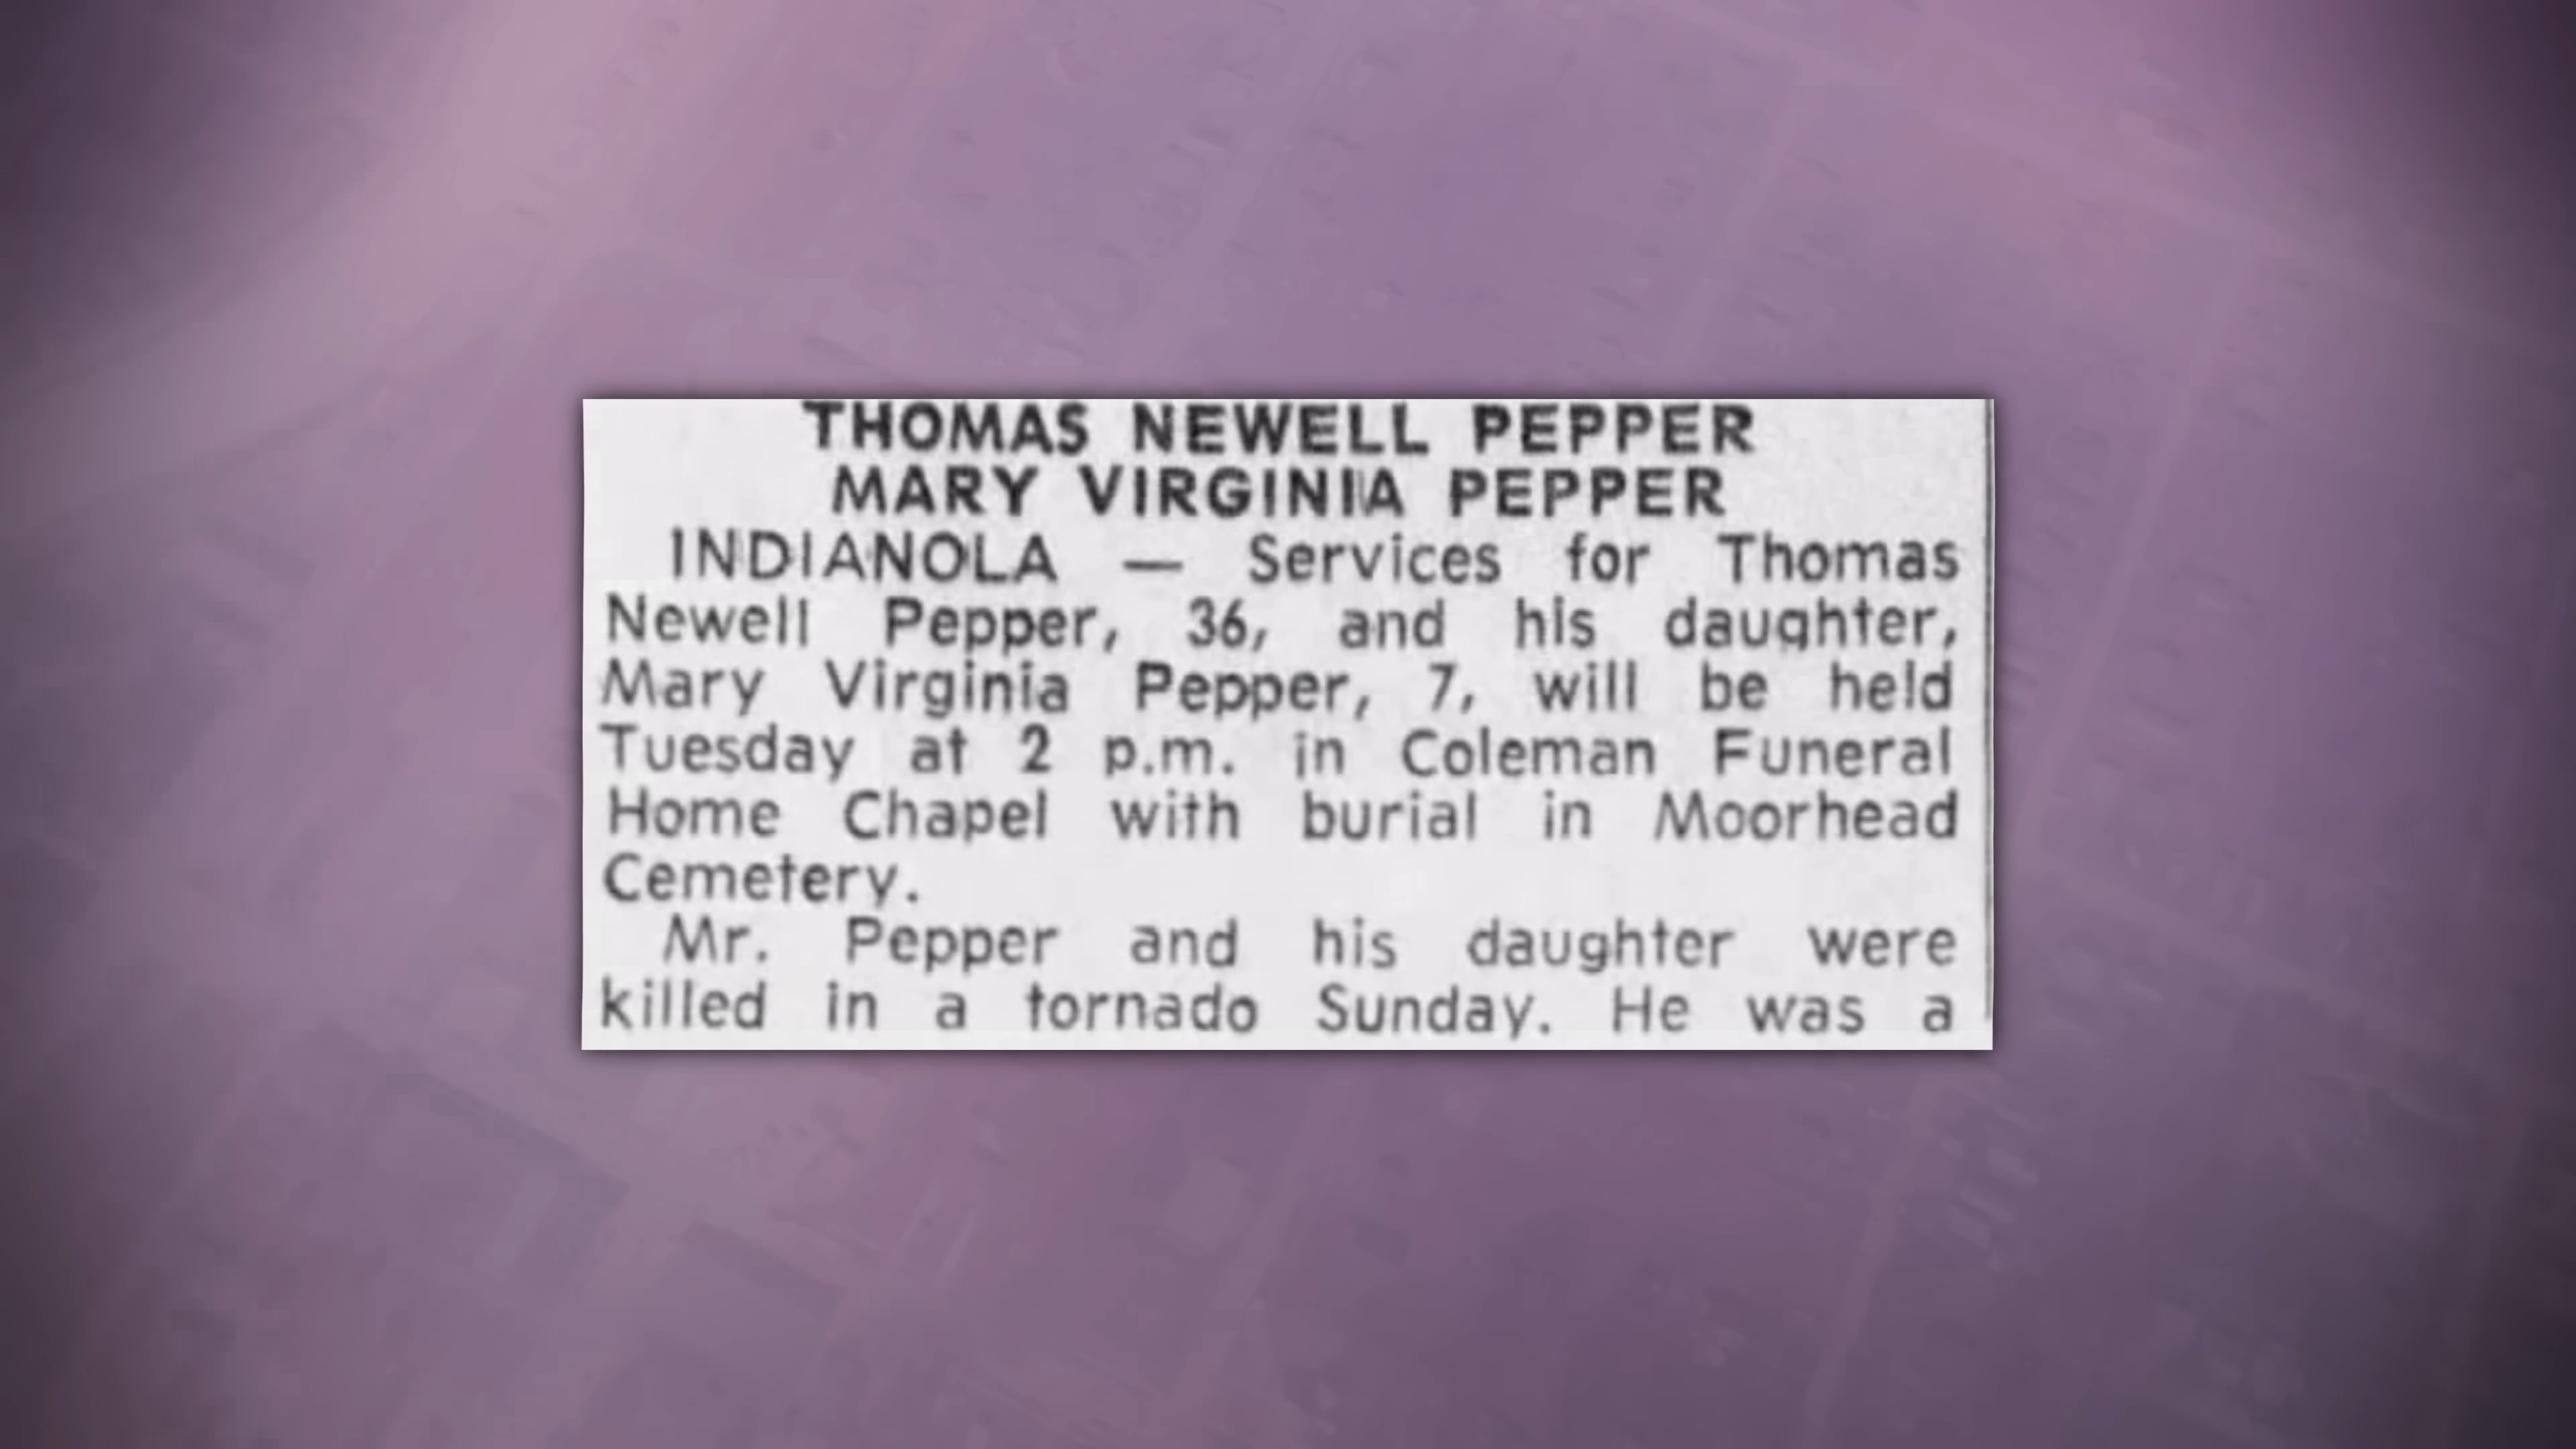 THOMAS NEWELL PEPPER
MARY VIRGINIA PEPPER
INDIANOLA — Services for Thomas
Newell Pepper, 36, and his daughter,
Mary Virginia Pepper, 7, will be held
Tuesday at 2 p.m. in Coleman Funeral
Home Chapel with burial in Moorhead
Cemetery.
Mr. Pepper and his daughter were
killed in a tornado Sunday. He was a